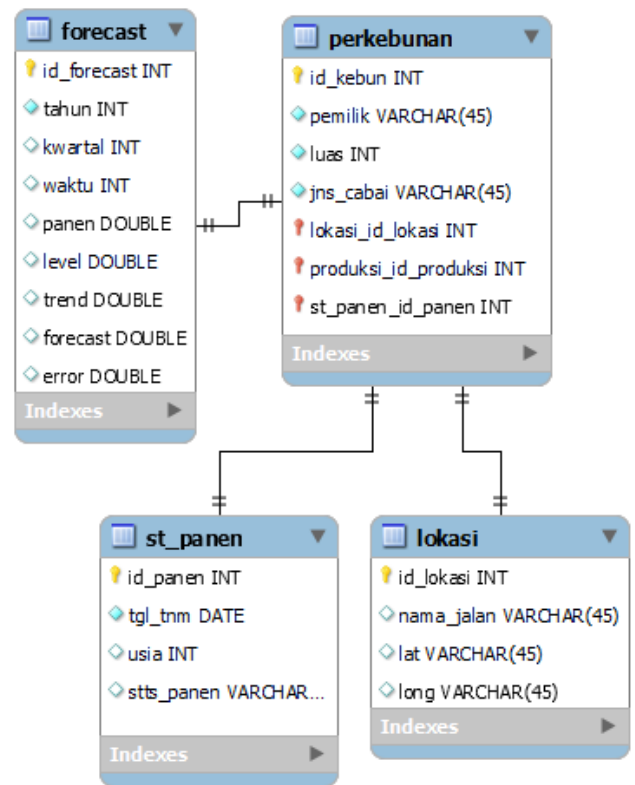 forecast
id_forecast INT
tahun INT
kwartal INT
waktu INT
panen DOUBLE
level DOUBLE
trend DOUBLE
forecast DOUBLE
error DOUBLE
Indexes
perkebunan
id_kebun INT
pemilik VARCHAR(45)
luas INT
jns_cabai VARCHAR(45)
lokasi_id_lokasi INT
produksi_id_produksi INT
st_panen_id_panen INT
Indexes
st_panen
id_panen INT
tgl_tnm DATE
usia INT
stts_panen VARCHAR...
Indexes
lokasi
id_lokasi INT
nama_jalan VARCHAR(45)
lat VARCHAR(45)
long VARCHAR(45)
Indexes